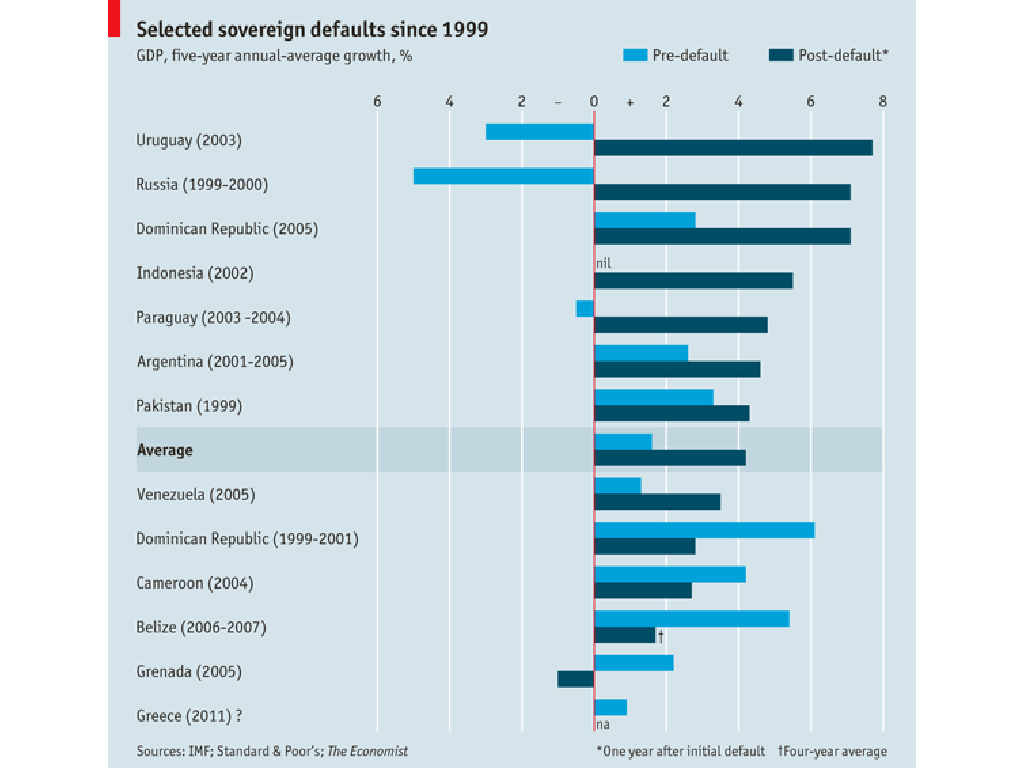 Selected sovereign defaults since 1999
GDP, five-year annual-average growth, %
Pre-default Post-default*
6 4 2 – 0 + 2 4 6 8
Uruguay (2003)
Russia (1999-2000)
Dominican Republic (2005)
nil
Indonesia (2002)
Paraguay (2003 -2004)
Argentina (2001-2005)
Pakistan (1999)
Average
Venezuela (2005)
Dominican Republic (1999-2001)
Cameroon (2004)
Belize (2006-2007)
†
Grenada (2005)
Greece (2011) ?
na
Sources: IMF; Standard & Poor's; The Economist
*One year after initial default †Four-year average